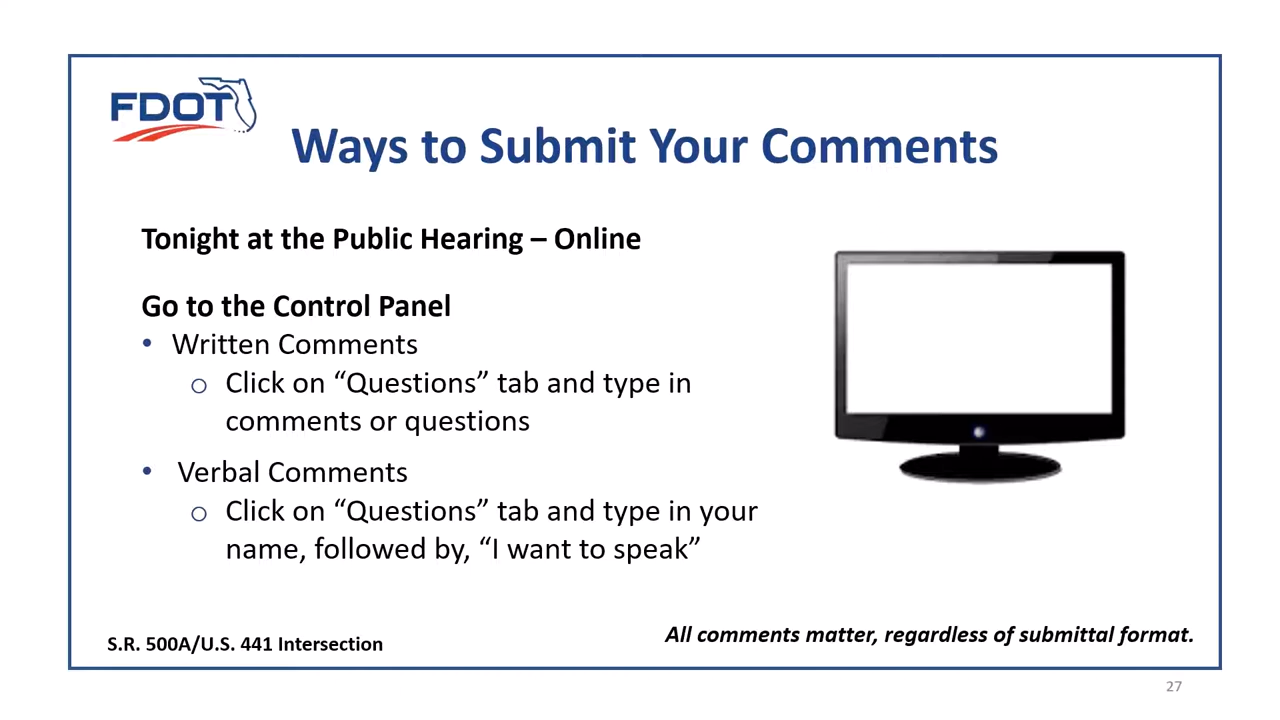 FDOT
Ways to Submit Your Comments
Tonight at the Public Hearing – Online
Go to the Control Panel
• Written Comments
o Click on “Questions” tab and type in
comments or questions
• Verbal Comments
o Click on “Questions” tab and type in your
name, followed by, “I want to speak”
S.R. 500A/U.S. 441 Intersection
All comments matter, regardless of submittal format.
27